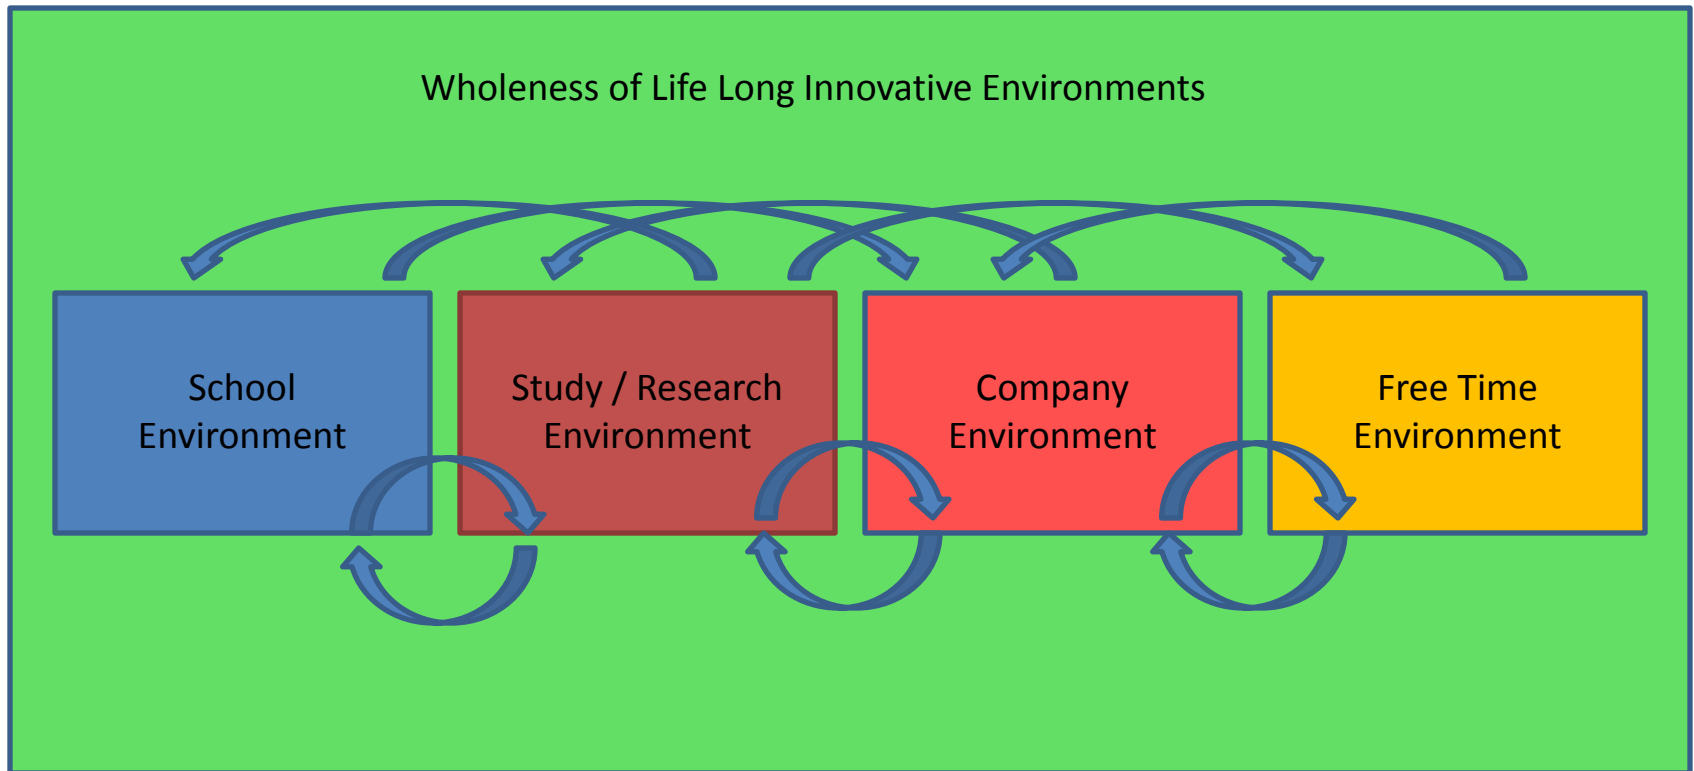 Wholeness of Life Long Innovative Environments
School
Environment
Study / Research
Environment
Company
Environment
Free Time
Environment